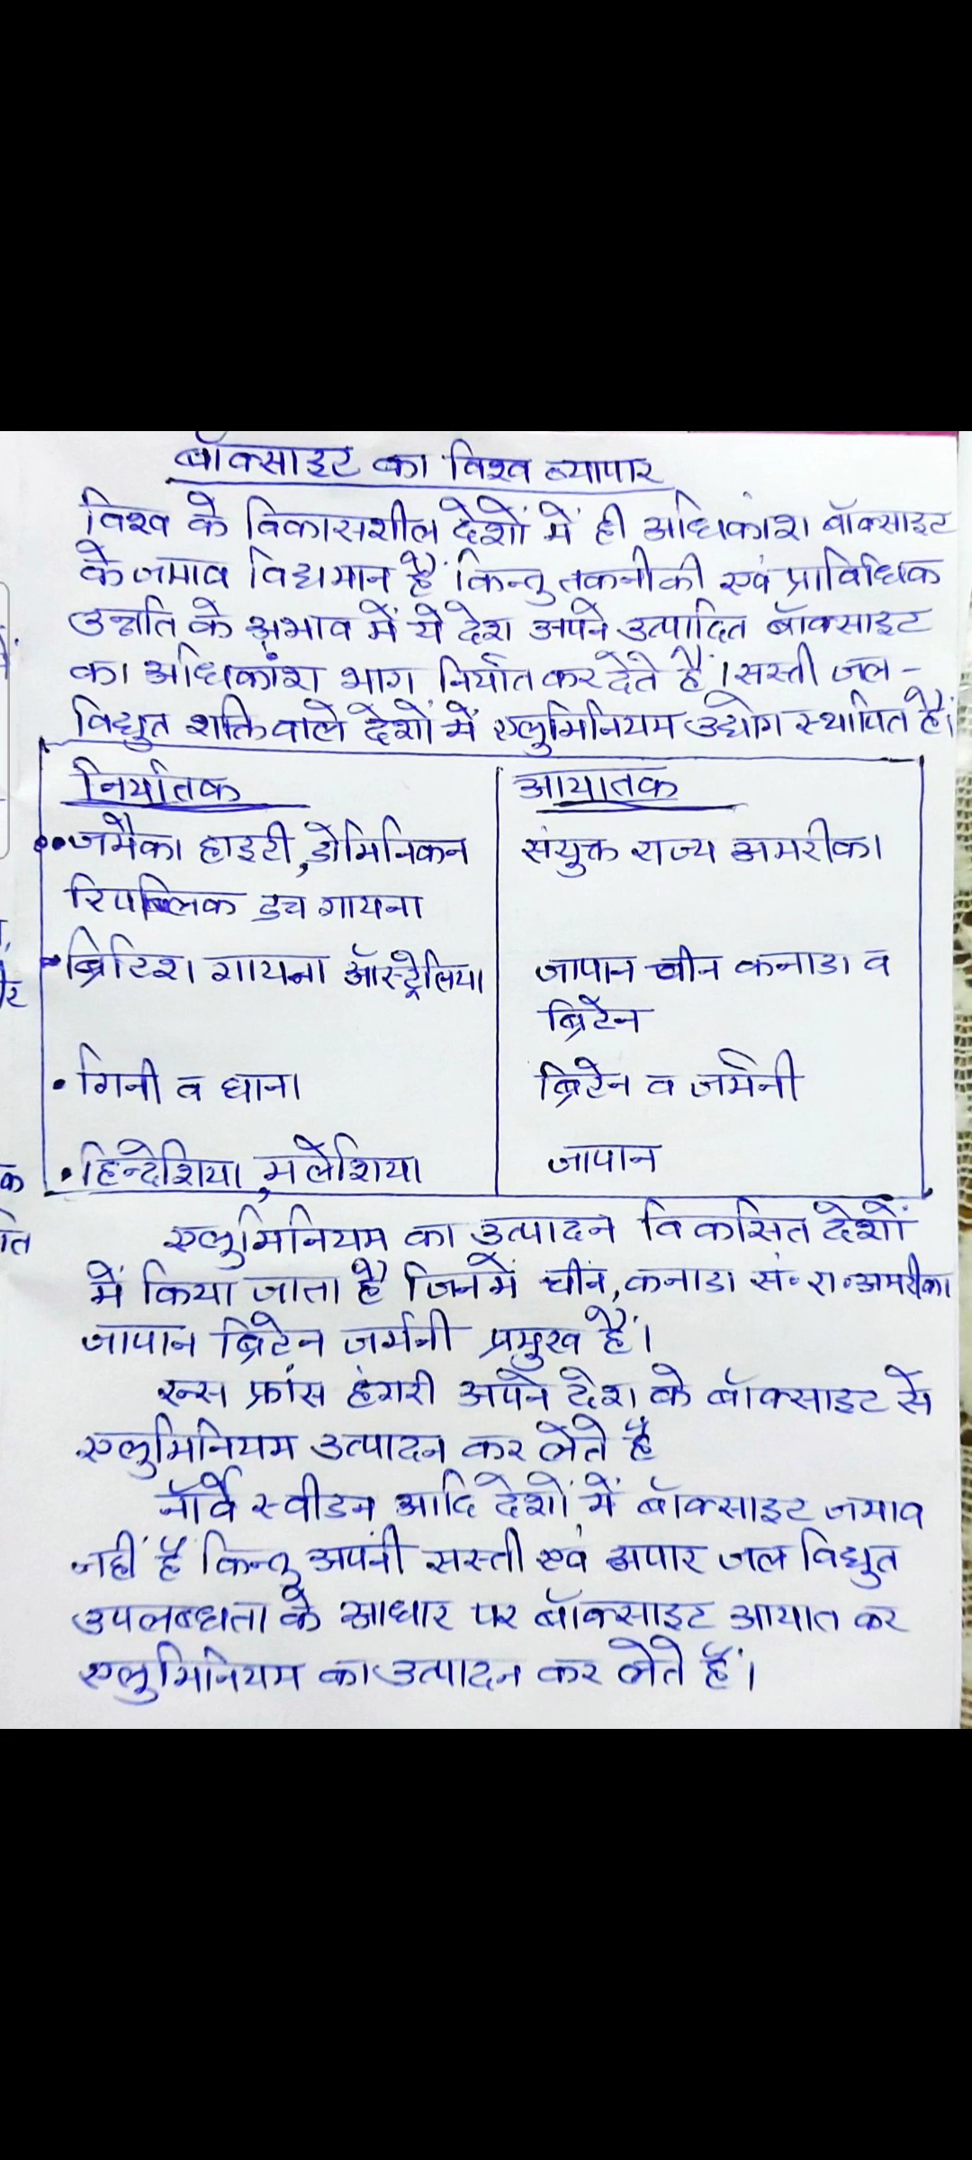 बॉक्साइट का विश्व व्यापार
विश्व के विकासशील देशों में ही अधिकांश बॉक्साइट
के जमाव विद्यमान हैं किन्तु तकनीकी एवं प्राविधिक
उन्नति के अभाव में ये देश अपने उत्पादित बॉक्साइट
का अधिकांश भाग निर्यात कर देते हैं। सस्ती जल-
विद्युत शक्ति वाले देशों में एलुमिनियम उद्योग स्थापित हैं।
निर्यातक आयातक
जमैका हाइटी, डोमिनिकन संयुक्त राज्य अमरीका
रिपब्लिक डच गायना
ब्रिटिश गायना ऑस्ट्रेलिया जापान चीन कनाडा व
ब्रिटेन
• गिनी व घाना ब्रिटेन व जर्मनी
• हिन्देशिया, मलेशिया जापान
एलुमिनियम का उत्पादन विकसित देशों
में किया जाता है जिनमें चीन, कनाडा सं॰ रा॰ अमरीका
जापान ब्रिटेन जर्मनी प्रमुख हैं।
फ्रांस हंगरी अपने देश के बॉक्साइट से
एलुमिनियम उत्पादन कर लेते है
नॉर्वे स्वीडन आदि देशों में बॉक्साइट जमाव
नहीं हैं किन्तु अपनी सस्ती एवं अपार जल विद्युत
उपलब्धता के आधार पर बॉक्साइट आयात कर
एलुमिनियम का उत्पादन कर लेते हैं।